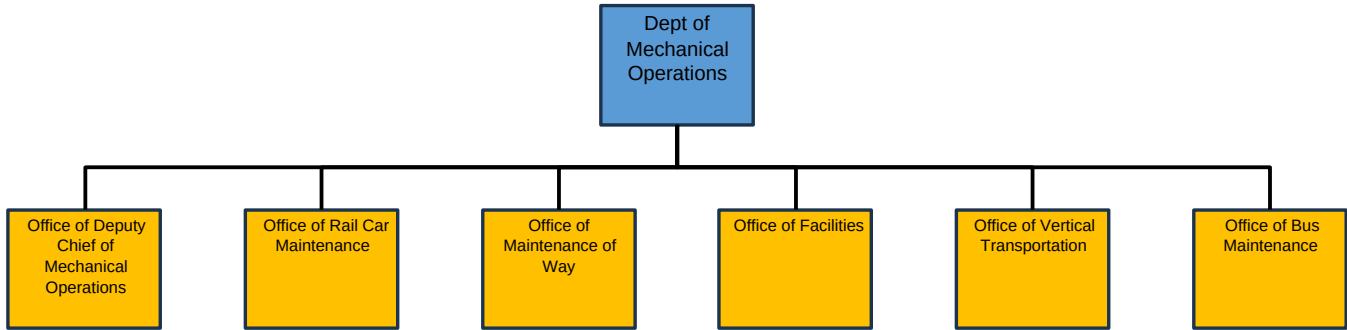 Dept of
Mechanical
Operations
Office of Deputy
Chief of
Mechanical
Operations
Office of Rail Car
Maintenance
Office of
Maintenance of
Way
Office of Facilities
Office of Vertical
Transportation
Office of Bus
Maintenance